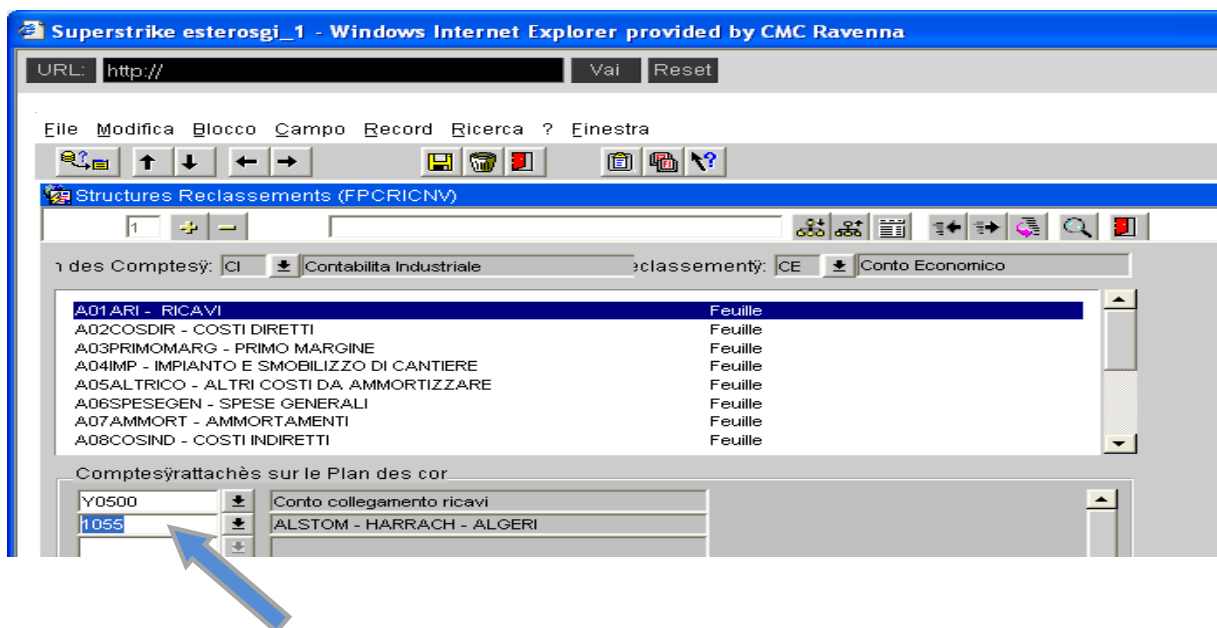 Superstrike esterosgi_1 - Windows Internet Explorer provided by CMC Ravenna
URL: http:// Vai Reset
File Modifica Blocco Campo Record Ricerca ? Finestra
Structures Reclassements (FPCRICNV)
1
des Comptesÿ: CI Contabilita Industriale eclassementÿ: CE Conto Economico
A01ARI - RICAVI Feuille
A02COSDIR - COSTI DIRETTI Feuille
A03PRIMOMARG - PRIMO MARGINE Feuille
A04IMP - IMPIANTO E SMOBILIZZO DI CANTIERE Feuille
A05ALTRICO - ALTRI COSTI DA AMMORTIZZARE Feuille
A06SPESEGEN - SPESE GENERALI Feuille
A07AMMORT - AMMORTAMENTI Feuille
A08COSIND - COSTI INDIRETTI Feuille
Comptesÿrattachès sur le Plan des cor
Y0500 Conto collegamento ricavi
1055 ALSTOM - HARRACH - ALGERI